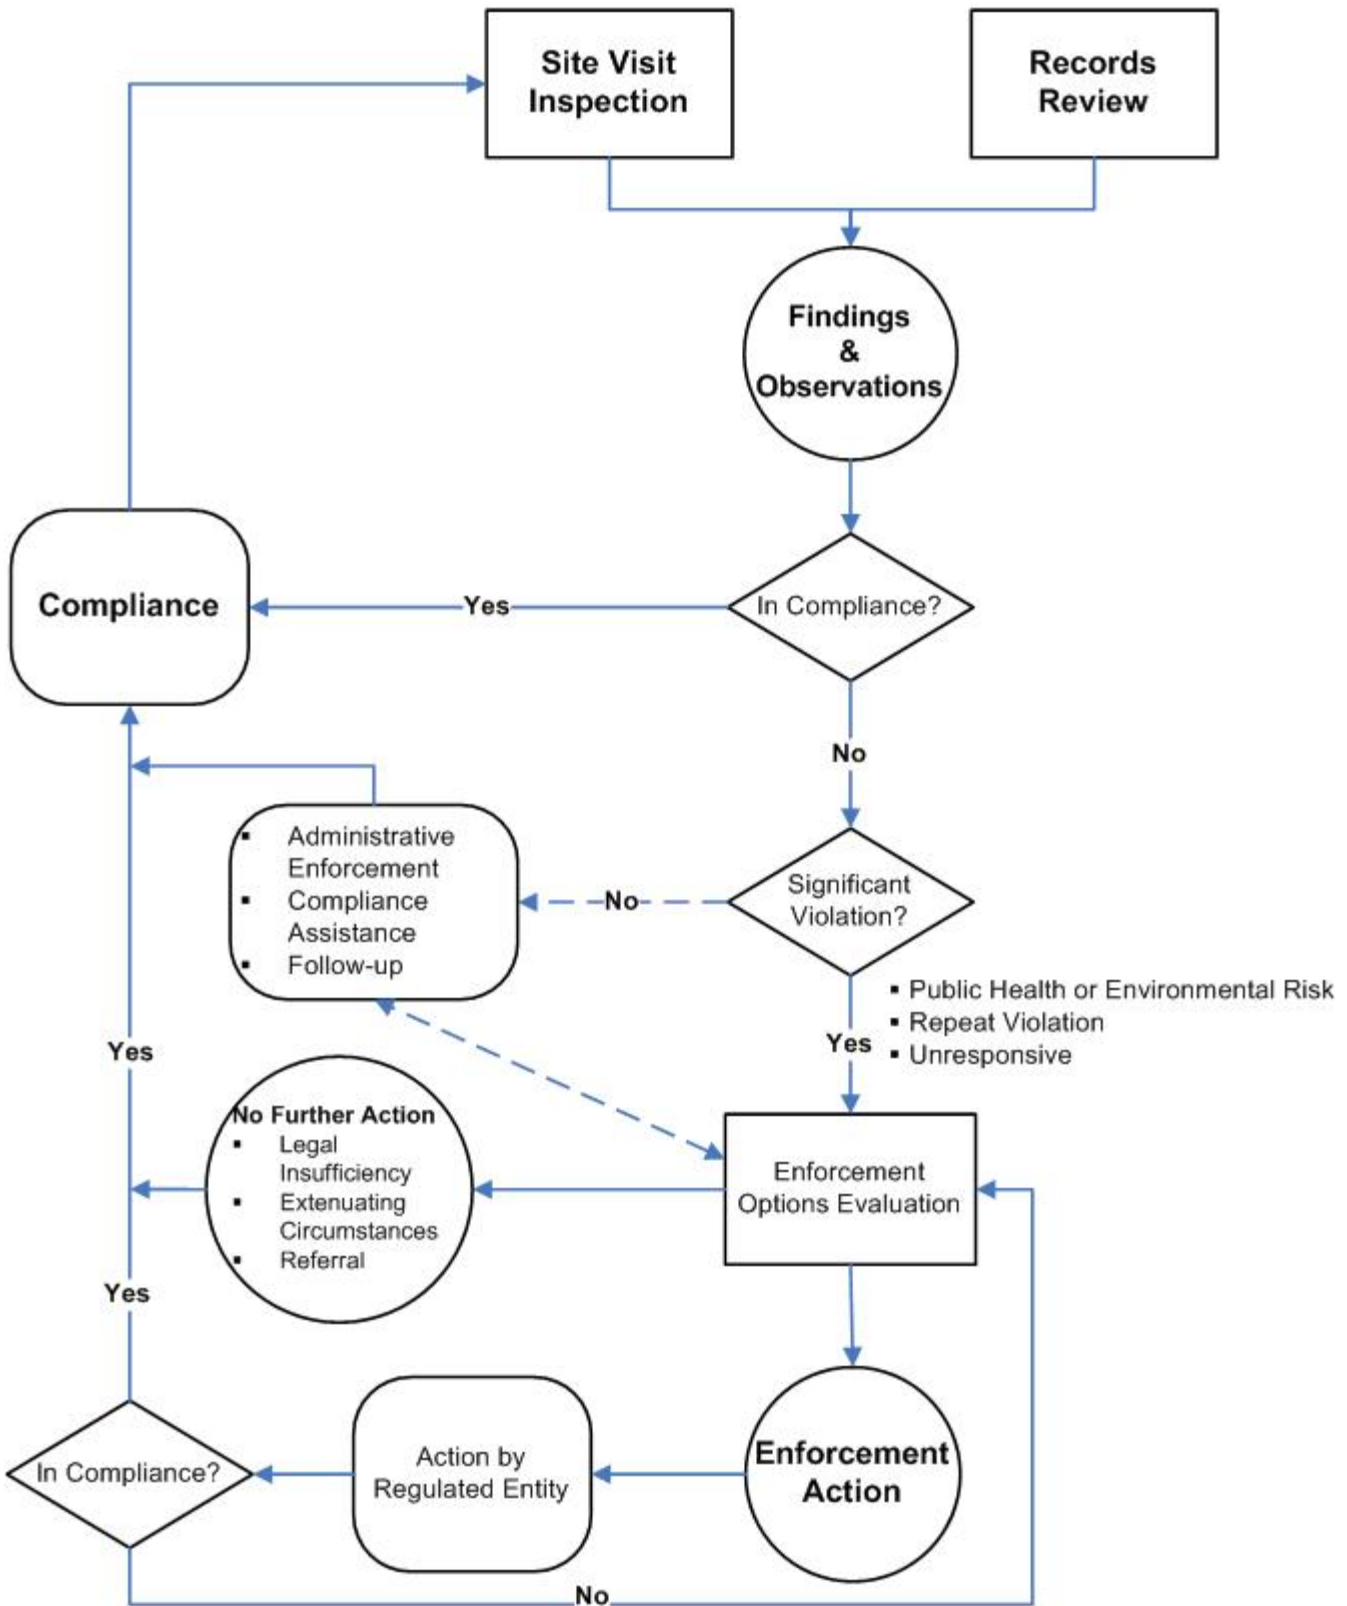 Site Visit
Inspection
Records
Review
Findings
&
Observations
In Compliance?
Yes
Compliance
No
Significant
Violation?
No
▪ Administrative
Enforcement
▪ Compliance
Assistance
▪ Follow-up
Yes
▪ Public Health or Environmental Risk
▪ Repeat Violation
▪ Unresponsive
Enforcement
Options Evaluation
No Further Action
▪ Legal
Insufficiency
▪ Extenuating
Circumstances
▪ Referral
Yes
Yes
Enforcement
Action
Action by
Regulated Entity
In Compliance?
No